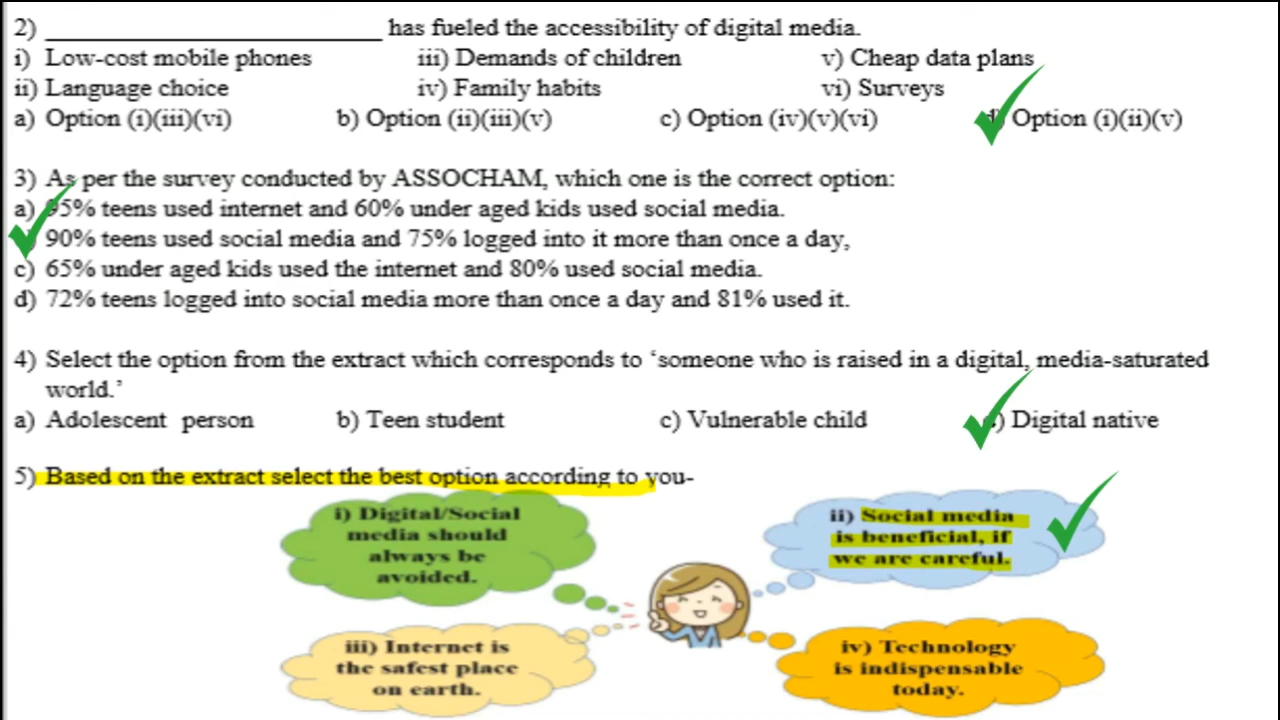 2) ______________________________ has fueled the accessibility of digital media.
i) Low-cost mobile phones iii) Demands of children v) Cheap data plans
ii) Language choice iv) Family habits vi) Surveys
a) Option (i)(iii)(vi) b) Option (ii)(iii)(v) c) Option (iv)(v)(vi) d) Option (i)(ii)(v)
3) As per the survey conducted by ASSOCHAM, which one is the correct option:
a) 95% teens used internet and 60% under aged kids used social media.
90% teens used social media and 75% logged into it more than once a day,
c) 65% under aged kids used the internet and 80% used social media.
d) 72% teens logged into social media more than once a day and 81% used it.
4) Select the option from the extract which corresponds to ‘someone who is raised in a digital, media-saturated
world.’
a) Adolescent person b) Teen student c) Vulnerable child ) Digital native
5) Based on the extract select the best option according to you-
i) Digital/Social
media should
always be
avoided.
ii) Social media
is beneficial, if
we are careful.
iii) Internet is
the safest place
on earth.
iv) Technology
is indispensable
today.